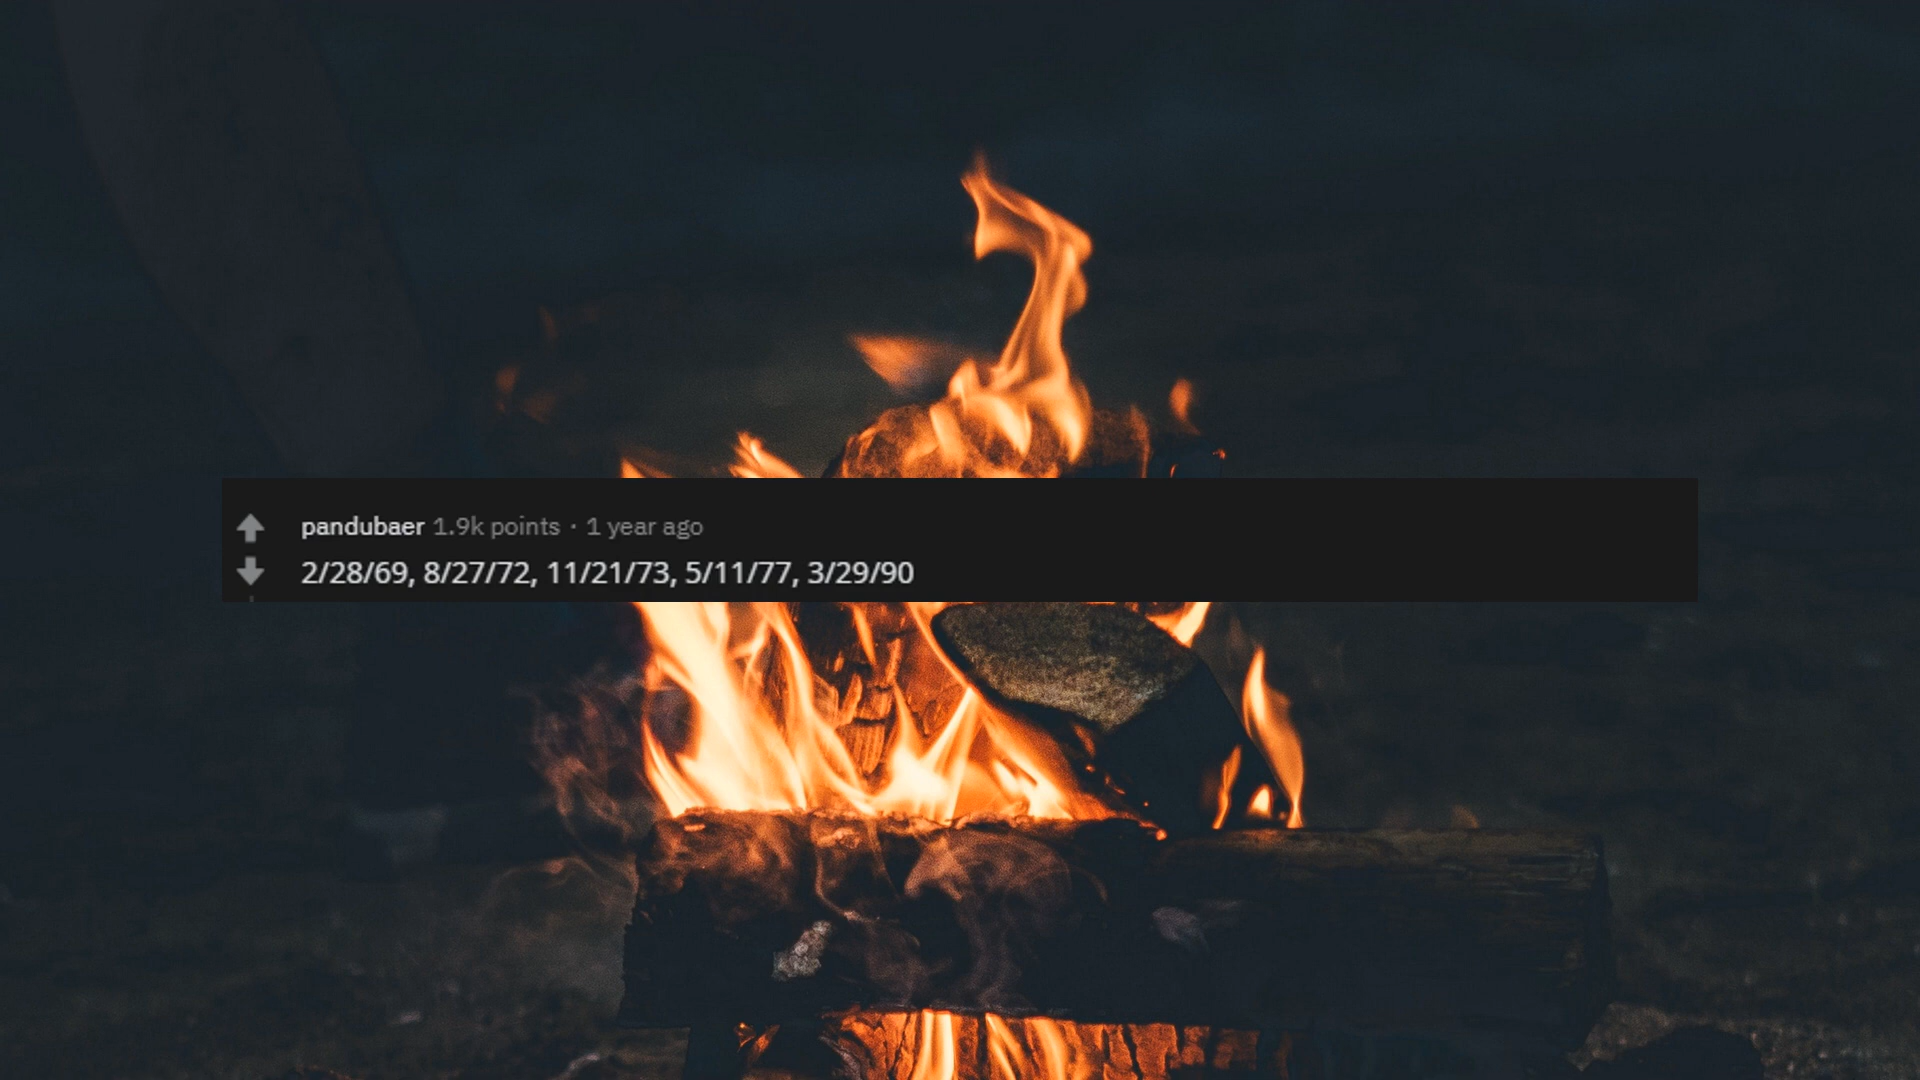 pandubaer 1.9k points · 1 year ago
2/28/69, 8/27/72, 11/21/73, 5/11/77, 3/29/90